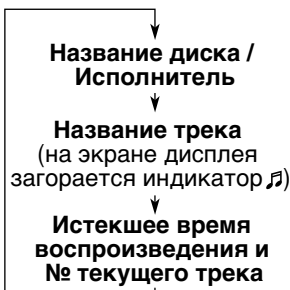 Название диска /
Исполнитель
Название трека
(на экране дисплея
загорается индикатор ♫)
Истекшее время
воспроизведения и
№ текущего трека